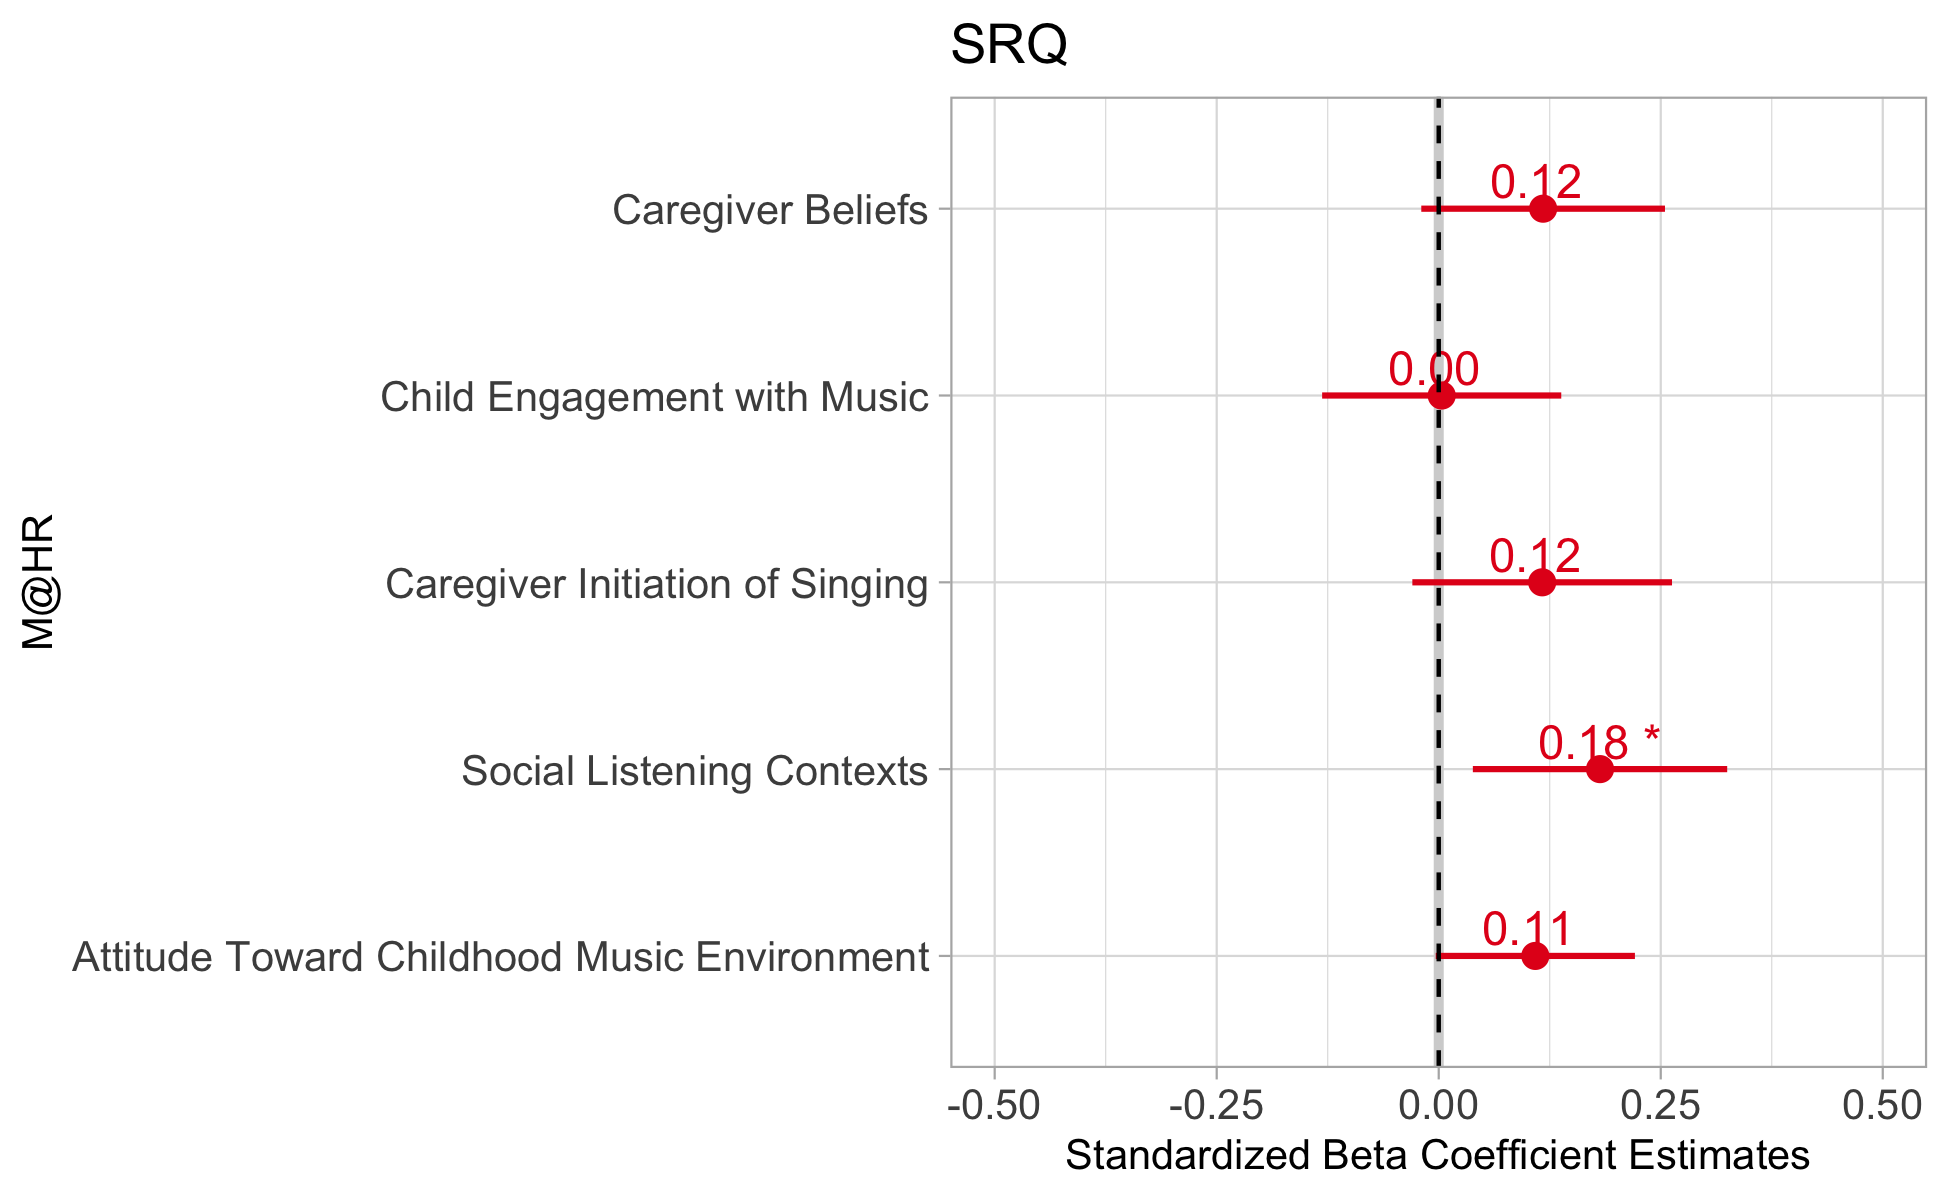 SRQ
M@HR
Caregiver Beliefs
0.12
Child Engagement with Music
0.00
Caregiver Initiation of Singing
0.12
Social Listening Contexts
0.18 *
Attitude Toward Childhood Music Environment
0.11
-0.50 -0.25 0.00 0.25 0.50
Standardized Beta Coefficient Estimates